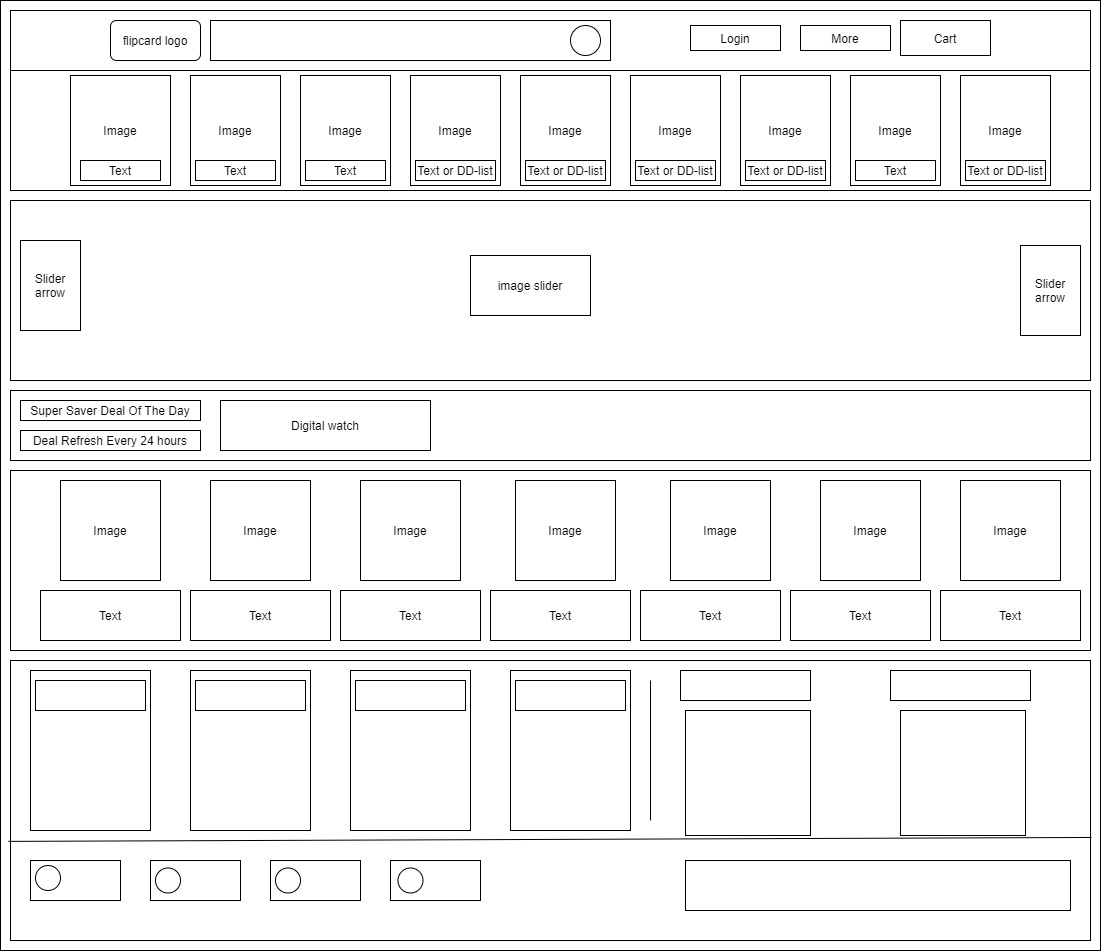 flipcard logo
Login
More
Cart
Image
Image
Image
Image
Image
Image
Image
Image
Image
Text
Text
Text
Text or DD-list
Text or DD-list
Text or DD-list
Text or DD-list
Text
Text or DD-list
Slider
arrow
image slider
Slider
arrow
Super Saver Deal Of The Day
Deal Refresh Every 24 hours
Digital watch
Image
Image
Image
Image
Image
Image
Image
Text
Text
Text
Text
Text
Text
Text